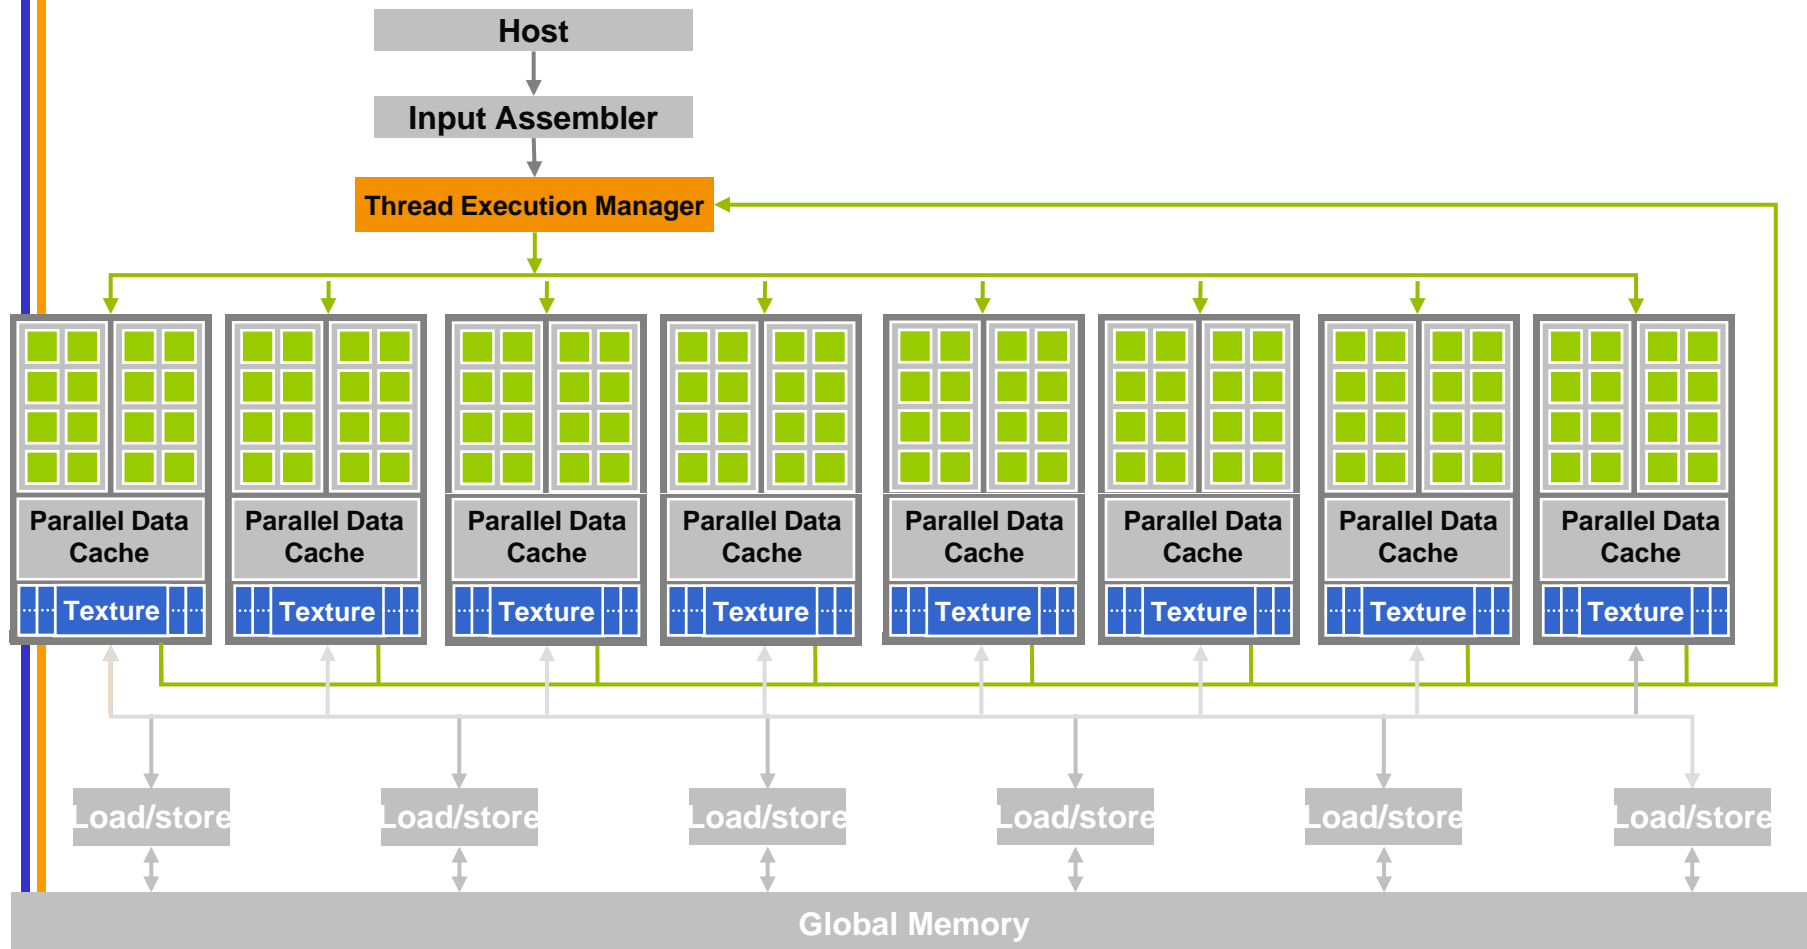 Host
Input Assembler
Thread Execution Manager
Parallel Data
Cache
Parallel Data
Cache
Parallel Data
Cache
Parallel Data
Cache
Parallel Data
Cache
Parallel Data
Cache
Parallel Data
Cache
Parallel Data
Cache
Texture
Texture
Texture
Texture
Texture
Texture
Texture
Texture
Load/store
Load/store
Load/store
Load/store
Load/store
Load/store
Global Memory